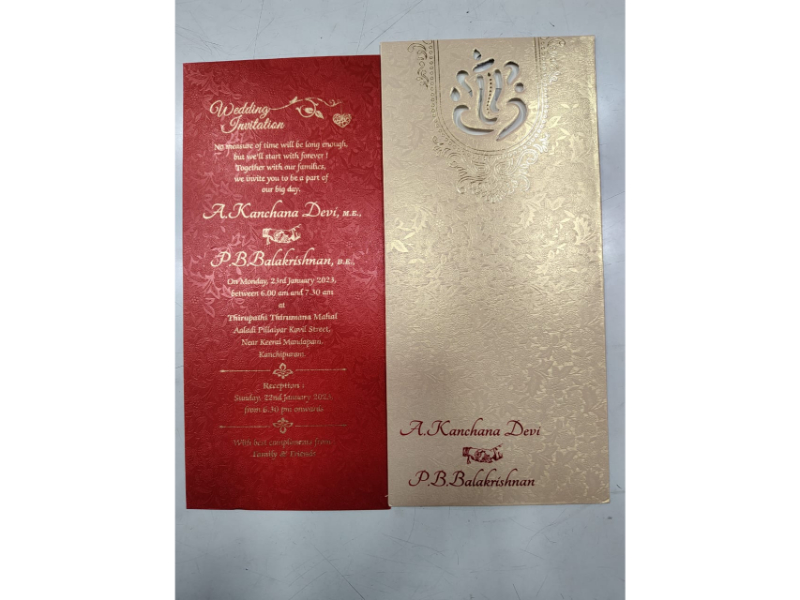 Wedding
Invitation
No measure of time will be long enough,
but we'll start with forever !
Together with our families,
we invite you to be a part of
our big day.
A.Kanchana Devi, M.E.,
P.B.Balakrishnan, B.E.,
On Monday, 23rd January 2023,
between 6.00 am and 7.30 am
at
Thirupathi Thirumana Mahal
Aaladi Pillaiyar Kovil Street,
Near Keerai Mandapam,
Kanchipuram.
Reception :
Sunday, 22nd January 2023
from 6.30 pm onwards
With best compliments from
Family & Friends
A.Kanchana Devi
P.B.Balakrishnan